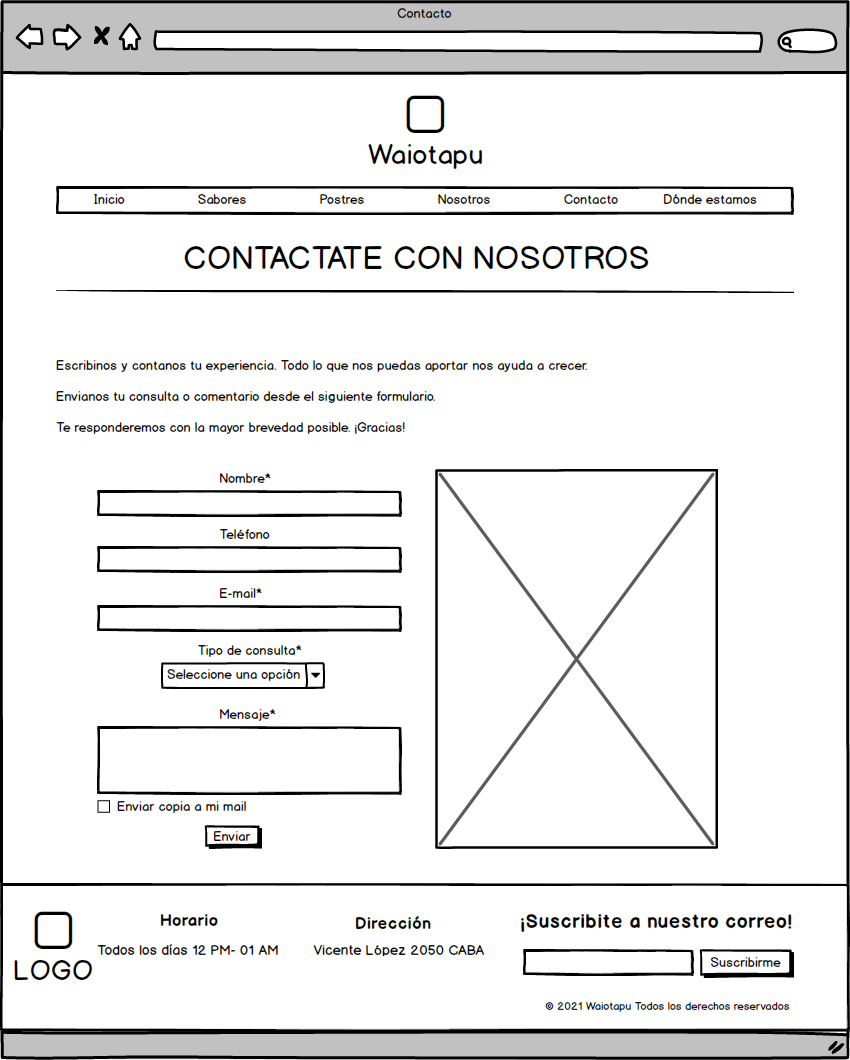 Contacto
Waiotapu
Inicio Sabores Postres Nosotros Contacto Dónde estamos
CONTACTATE CON NOSOTROS
Escribinos y contanos tu experiencia. Todo lo que nos puedas aportar nos ayuda a crecer.
Envianos tu consulta o comentario desde el siguiente formulario.
Te responderemos con la mayor brevedad posible. ¡Gracias!
Nombre*
Teléfono
E-mail*
Tipo de consulta*
Seleccione una opción
Mensaje*
Enviar copia a mi mail
Enviar
LOGO
Horario
Todos los días 12 PM- 01 AM
Dirección
Vicente López 2050 CABA
¡Suscribite a nuestro correo!
Suscribirme
© 2021 Waiotapu Todos los derechos reservados